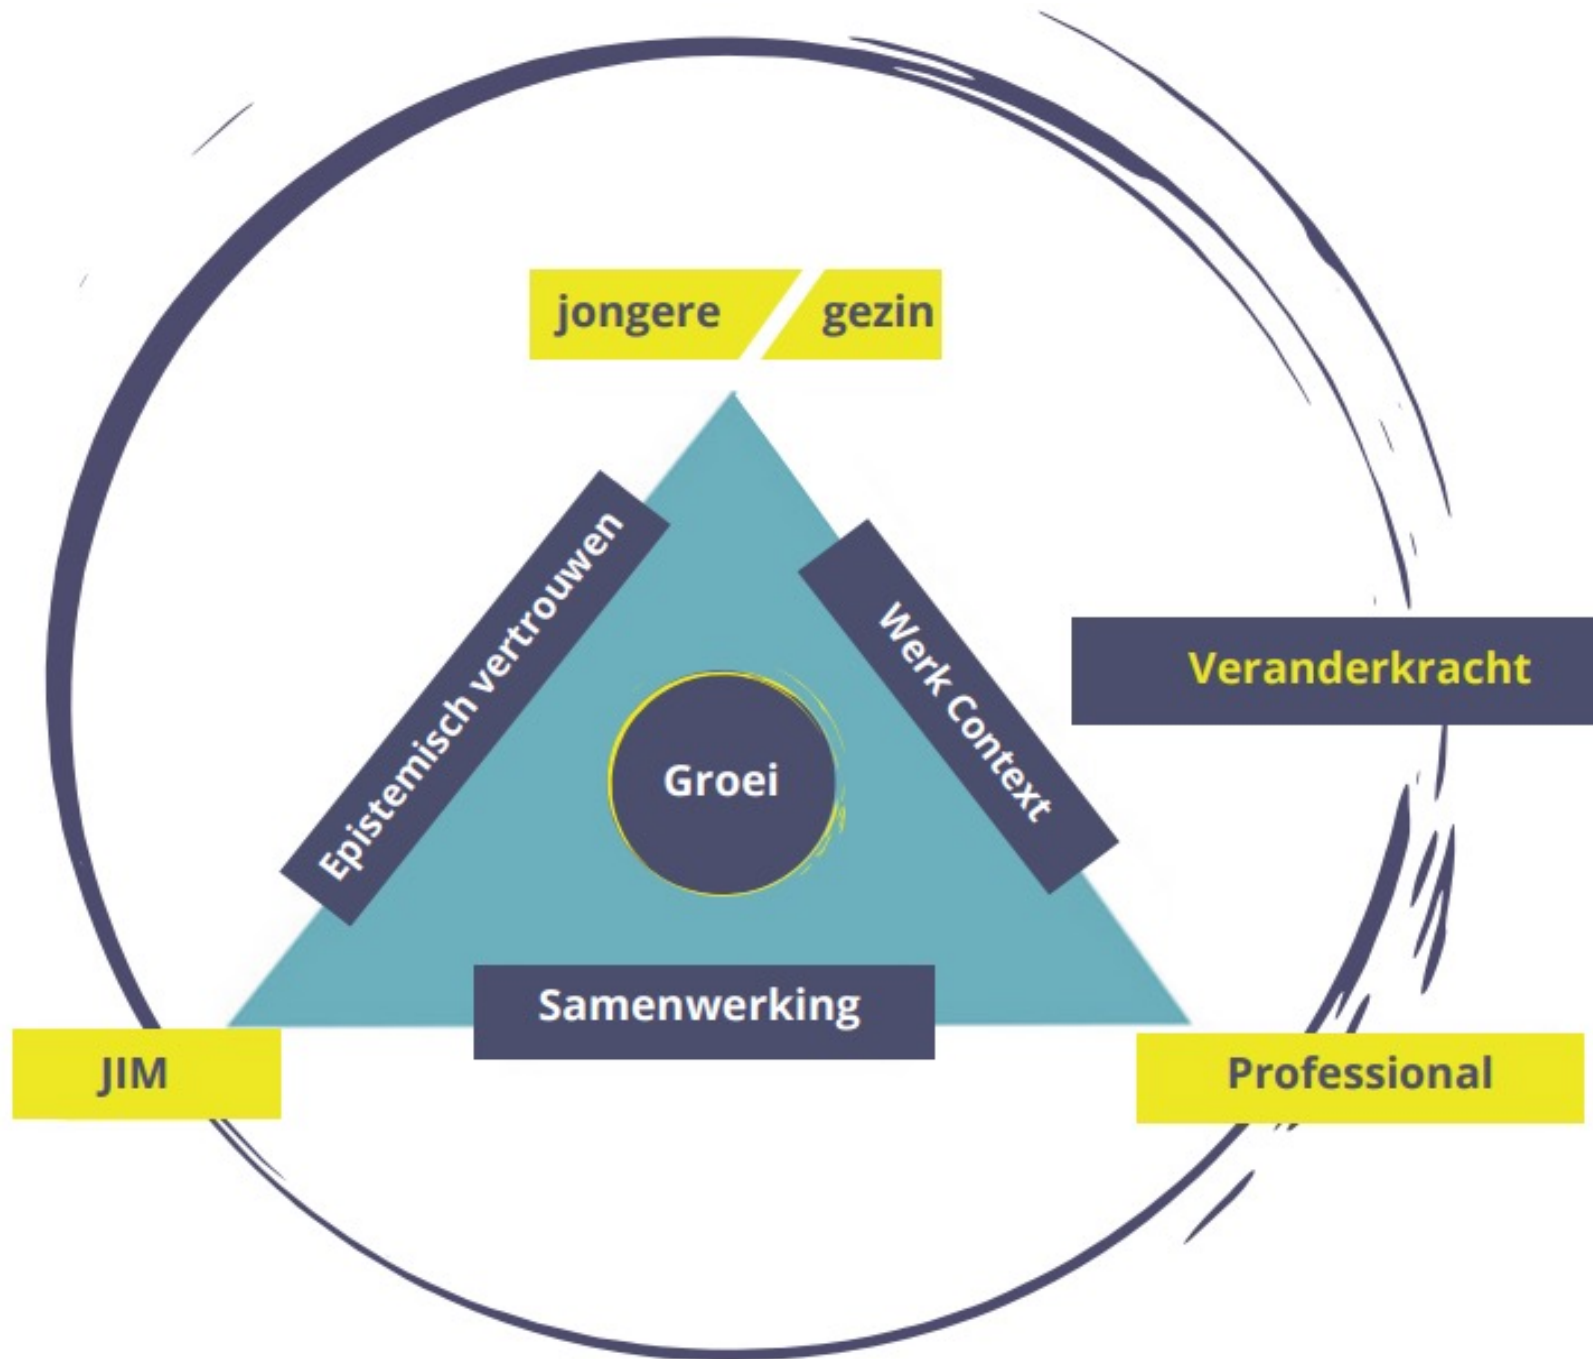 jongere gezin
Epistemisch vertrouwen
Werk Context
Veranderkracht
Groei
Samenwerking
JIM
Professional